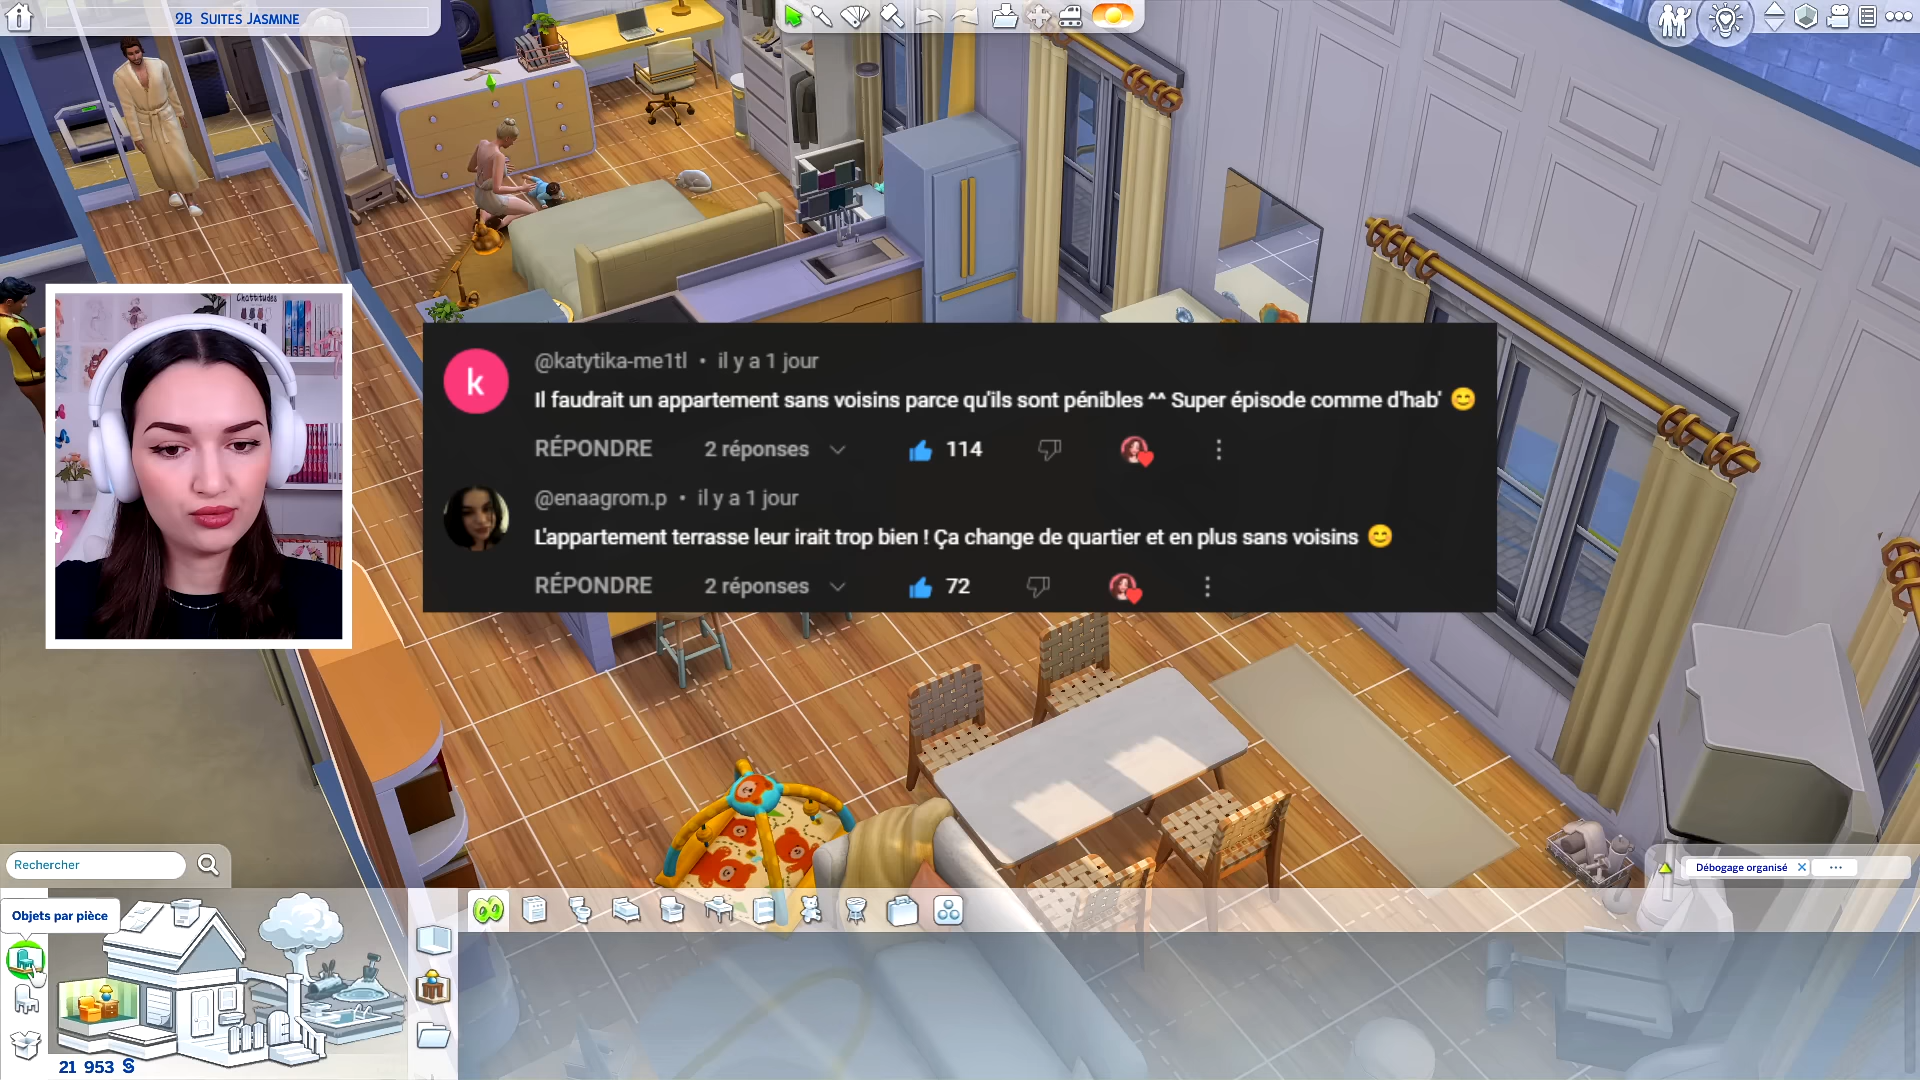 2B Suites Jasmine
Chattitudes
@katytika-me1tl • il y a 1 jour
k
Il faudrait un appartement sans voisins parce qu'ils sont pénibles ^^ Super épisode comme d'hab' 😊
RÉPONDRE 2 réponses 114
@enaagrom.p • il y a 1 jour
L'appartement terrasse leur irait trop bien ! Ça change de quartier et en plus sans voisins 😊
RÉPONDRE 2 réponses 72
Rechercher
Débogage organisé
Objets par pièce
21 953 S